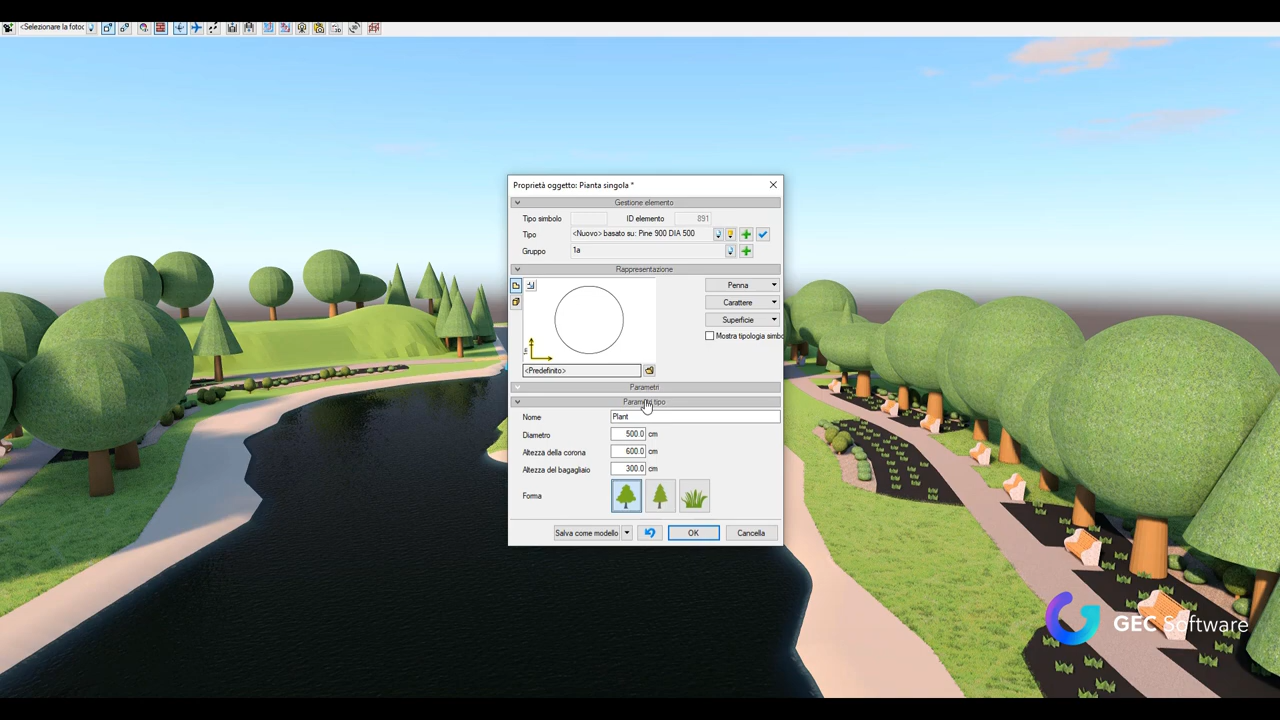 <Selezionare la fotoc
Proprietà oggetto: Pianta singola *
Gestione elemento
Tipo simbolo
ID elemento 891
Tipo <Nuovo> basato su: Pine 900 DIA 500
Gruppo 1a
Rappresentazione
Penna
Carattere
Superficie
Mostra tipologia simbo
<Predefinito>
Parametri
Parametri tipo
Nome Plant
Diametro 500.0 cm
Altezza della corona 600.0 cm
Altezza del bagagliaio 300.0 cm
Forma
Salva come modello
OK
Cancella
GEC Software